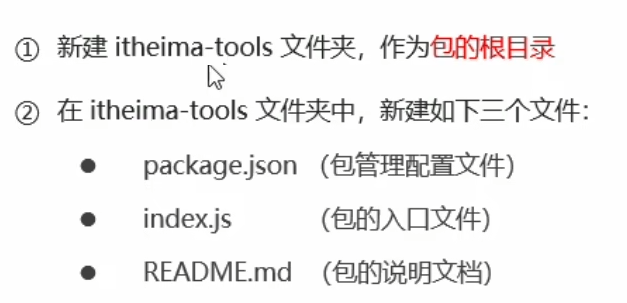 ① 新建 itheima-tools 文件夹，作为包的根目录
② 在 itheima-tools 文件夹中，新建如下三个文件：
● package.json （包管理配置文件）
● index.js （包的入口文件）
● README.md （包的说明文档）